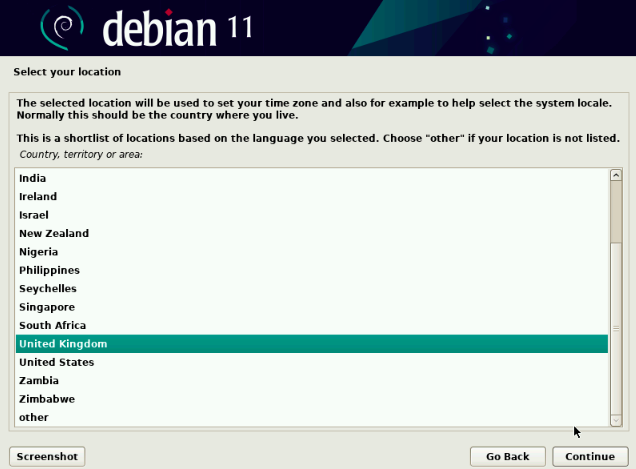 debian 11
Select your location
The selected location will be used to set your time zone and also for example to help select the system locale.
Normally this should be the country where you live.
This is a shortlist of locations based on the language you selected. Choose "other" if your location is not listed.
Country, territory or area:
India
Ireland
Israel
New Zealand
Nigeria
Philippines
Seychelles
Singapore
South Africa
United Kingdom
United States
Zambia
Zimbabwe
other
Screenshot
Go Back
Continue